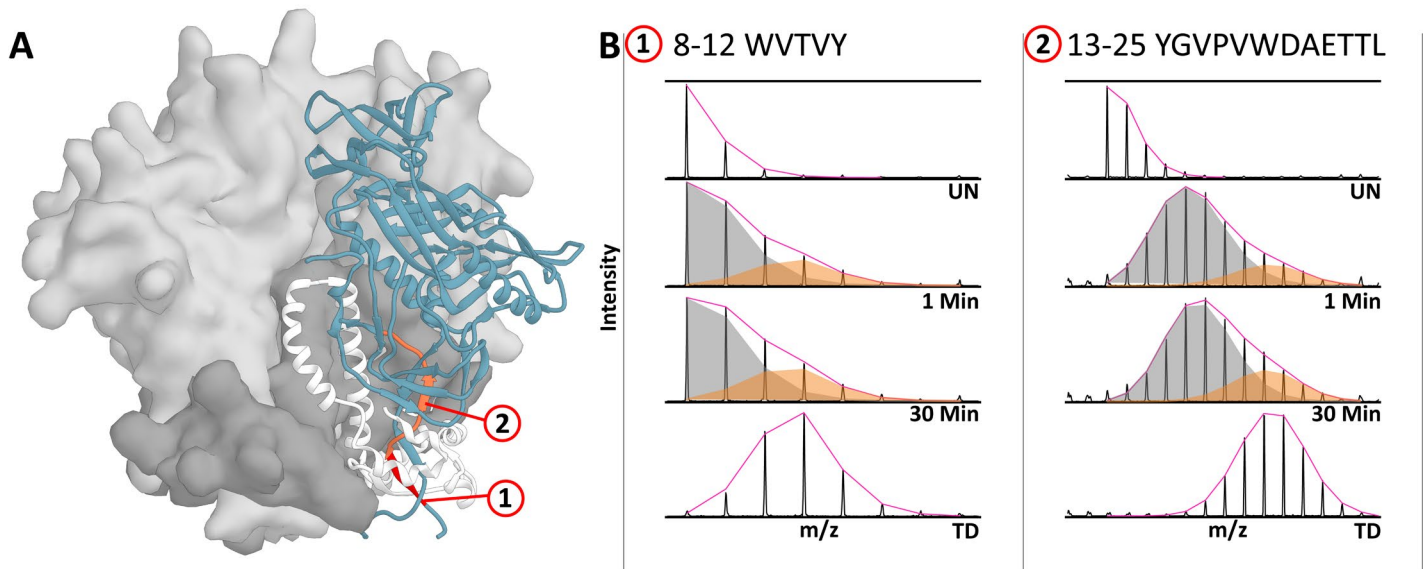 A
B
1 8-12 WVTVY
2 13-25 YGVPVWDAETTL
Intensity
UN
1 Min
30 Min
m/z TD
UN
1 Min
30 Min
m/z TD
2
1